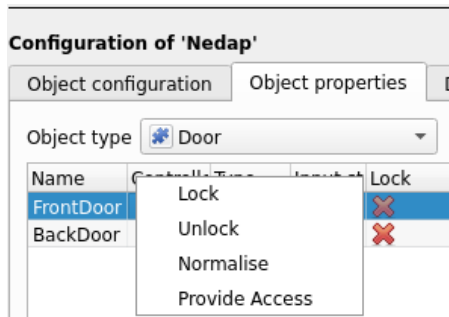 Configuration of 'Nedap'
Object configuration Object properties
Object type Door
Name Type Lock
FrontDoor
BackDoor
Lock
Unlock
Normalise
Provide Access